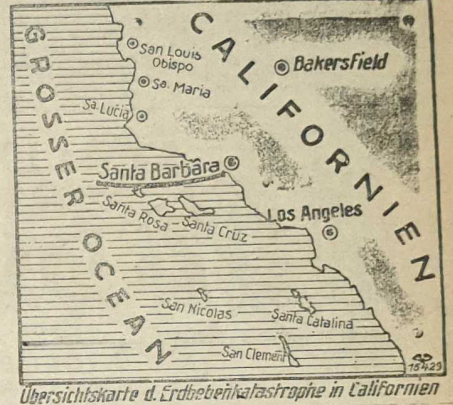 CALIFORNIEN
GROSSER OCEAN
San Louis
Obispo
Bakersfield
Sa. Maria
Sa. Lucia
Santa Barbara
Santa Rosa – Santa Cruz
Los Angeles
San Nicolas
Santa Catalina
San Clement
15429
Übersichtskarte d. Erdbebenkatastrophe in Californien